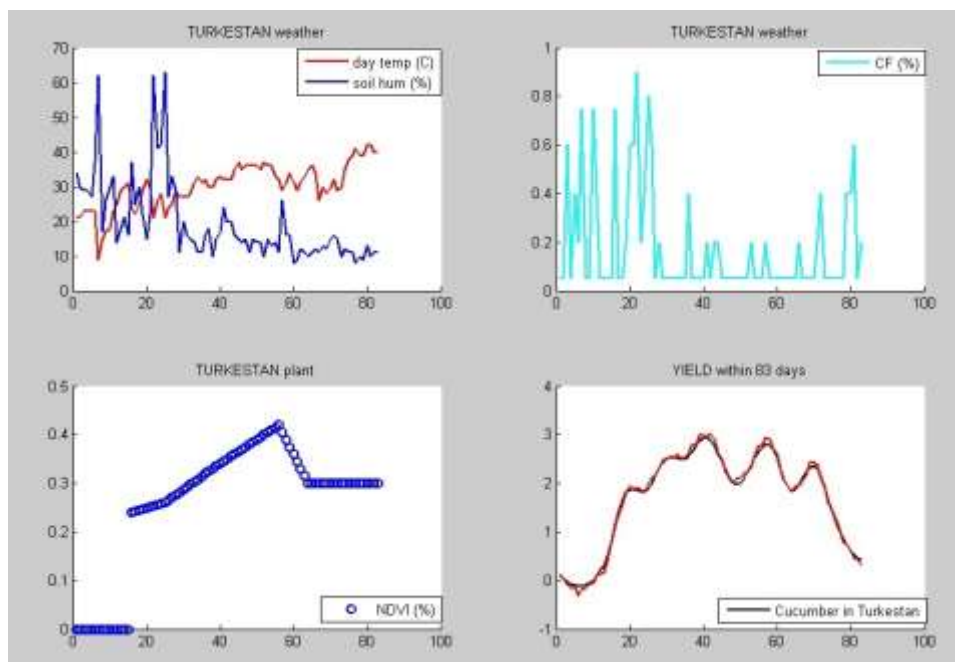 TURKESTAN weather
70
60
50
40
30
20
10
0
0 20 40 60 80 100
day temp (C)
soil hum (%)
TURKESTAN weather
1
0.8
0.6
0.4
0.2
0
0 20 40 60 80 100
CF (%)
TURKESTAN plant
0.5
0.4
0.3
0.2
0.1
0
0 20 40 60 80 100
NDVI (%)
YIELD within 83 days
4
3
2
1
0
-1
0 20 40 60 80 100
Cucumber in Turkestan